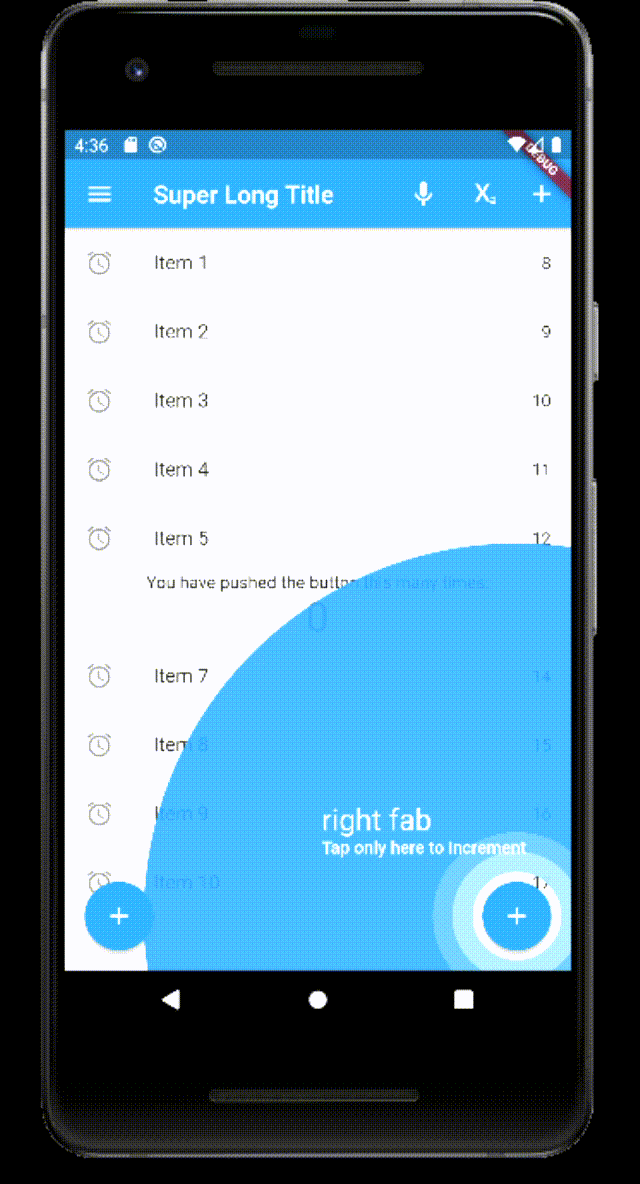 4:36
DEBUG
Super Long Title
Item 1 8
Item 2 9
Item 3 10
Item 4 11
Item 5 12
You have pushed the button this many times:
0
Item 7 14
Item 8 15
Item 9 16
right fab
Tap only here to increment
Item 10 17